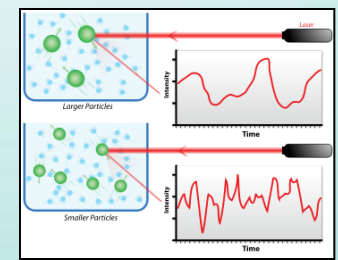 Laser
Intensity
Time
Larger Particles
Intensity
Time
Smaller Particles